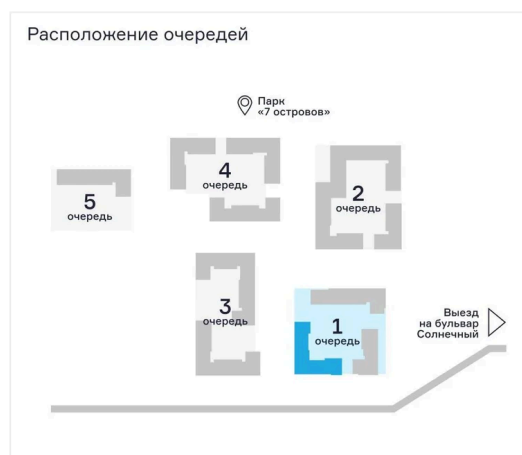 Расположение очередей
Парк
«7 островов»
4
очередь
2
очередь
5
очередь
3
очередь
1
очередь
Выезд
на бульвар
Солнечный